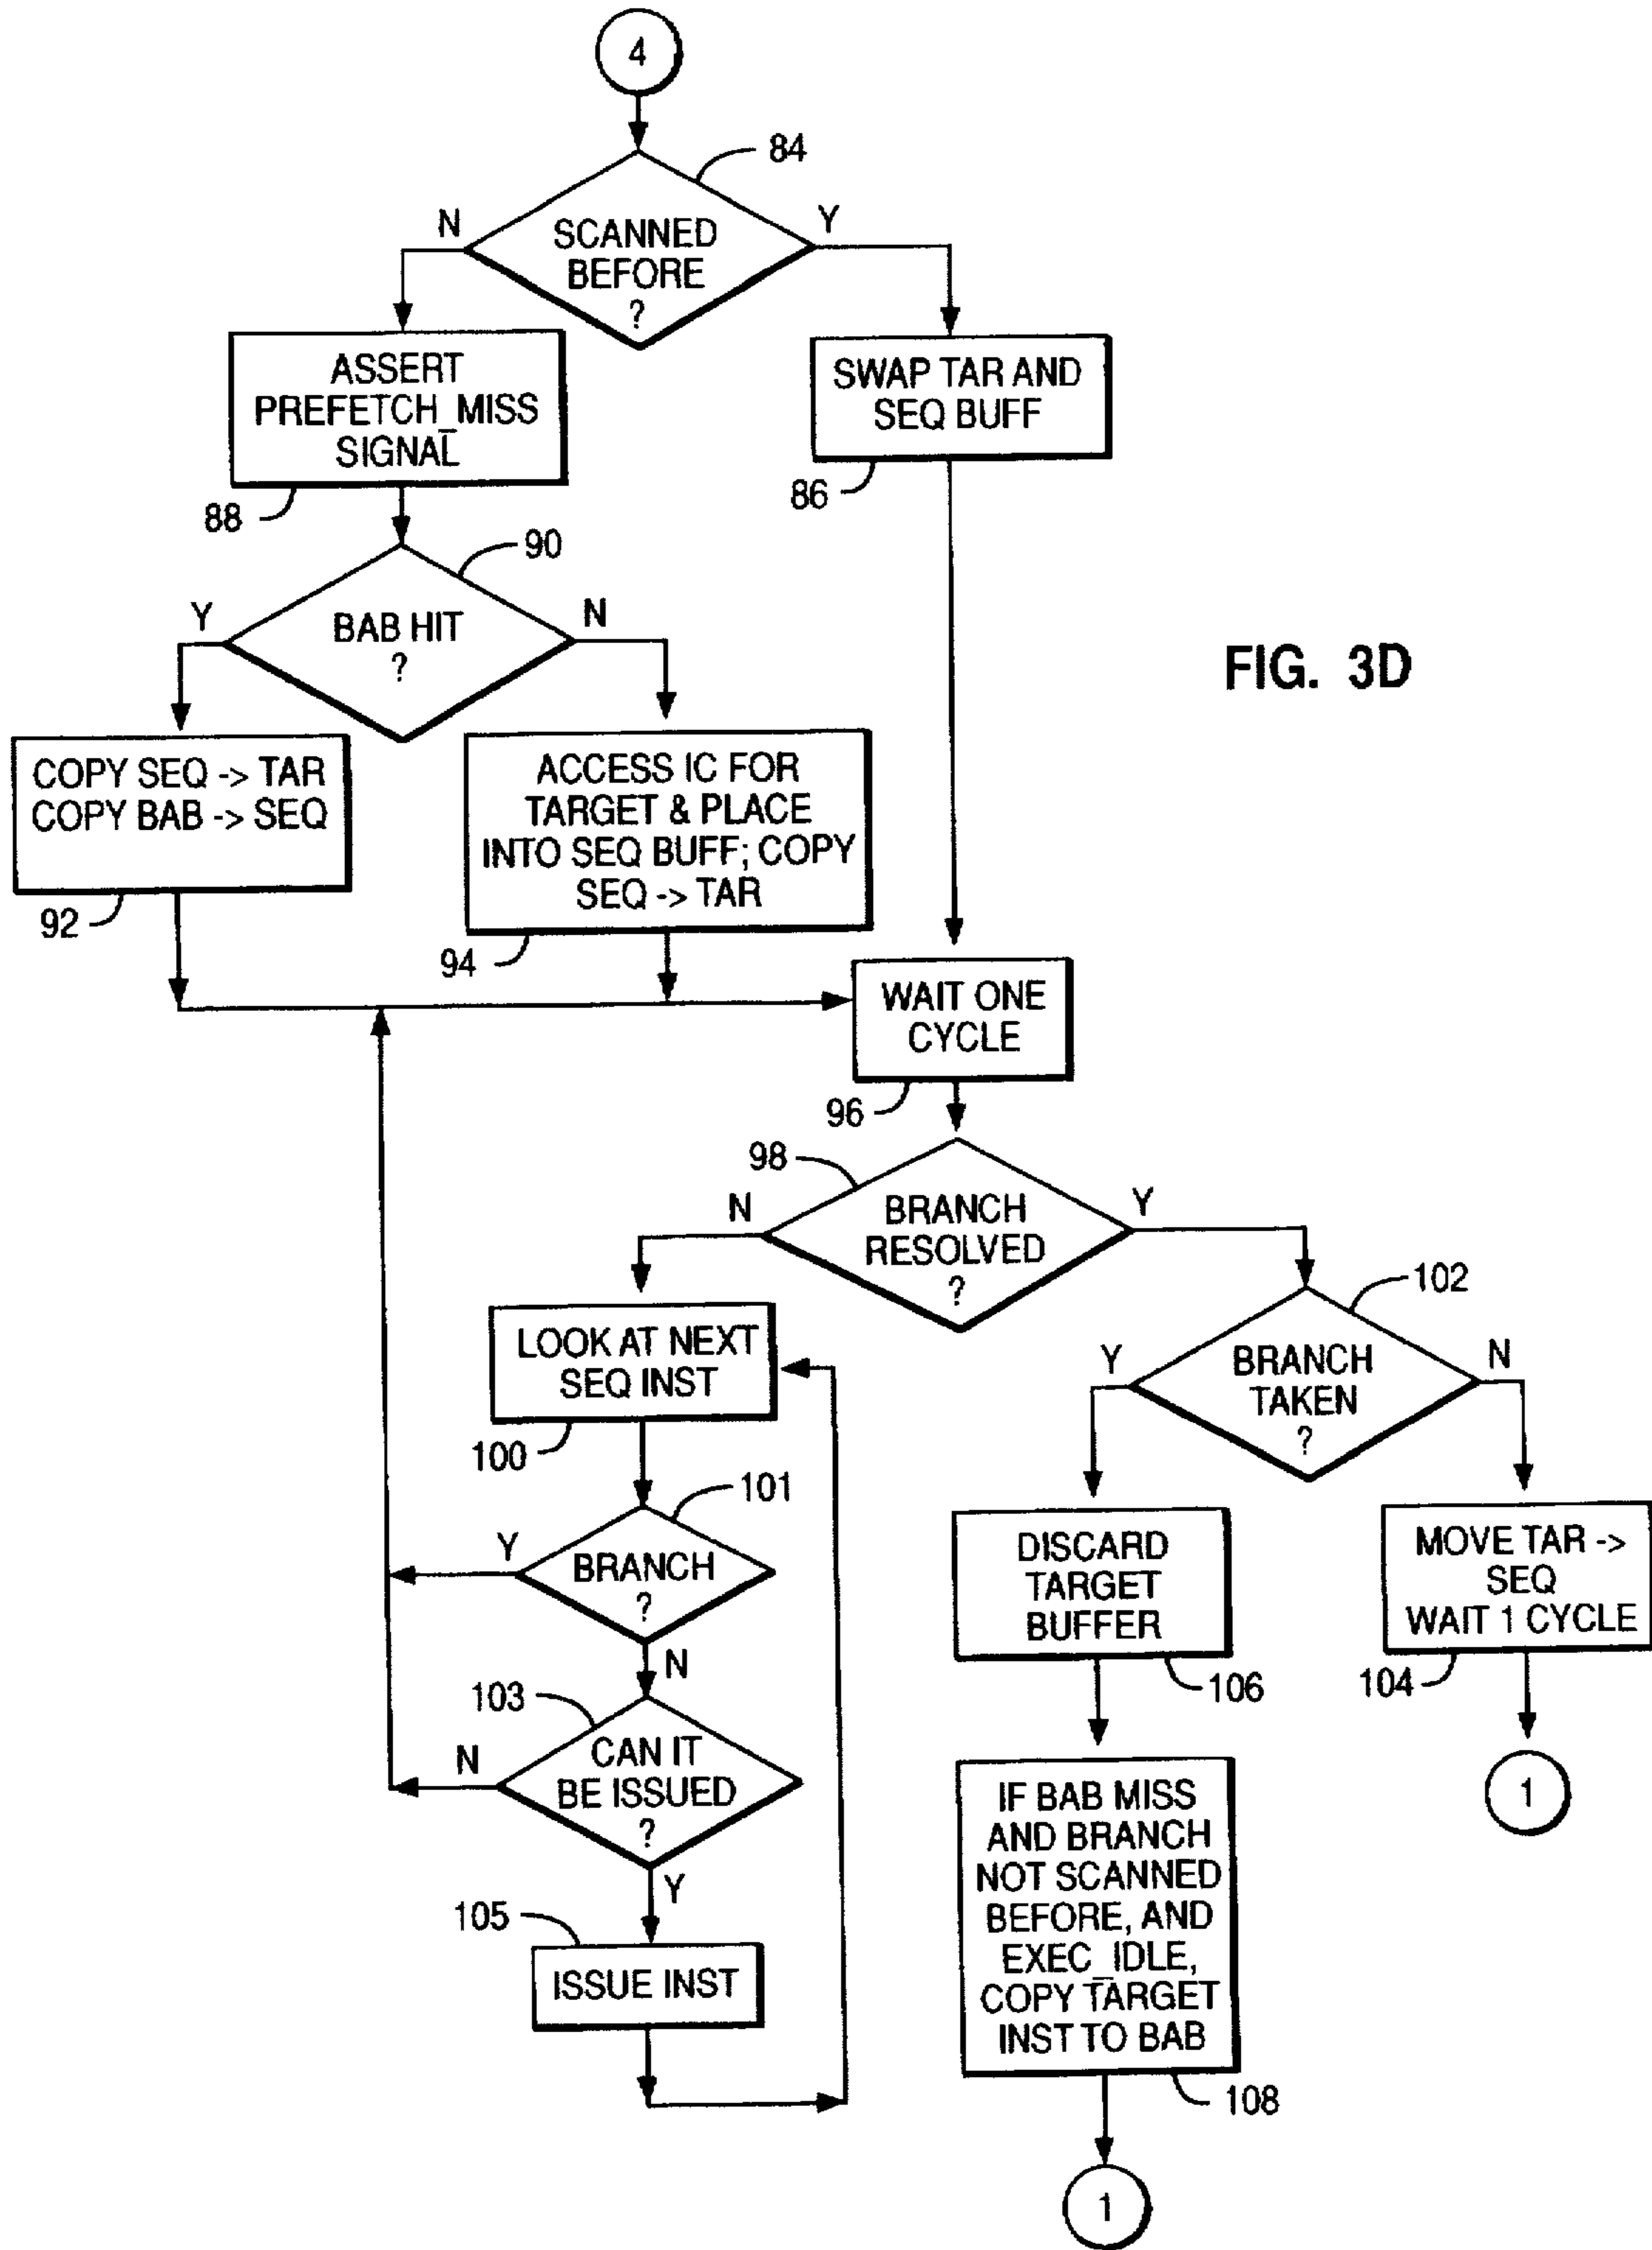 4
84
N
Y
SCANNED
BEFORE
?
ASSERT
PREFETCH_MISS
SIGNAL
88
SWAP TAR AND
SEQ BUFF
86
90
Y
N
BAB HIT
?
FIG. 3D
COPY SEQ -> TAR
COPY BAB -> SEQ
92
ACCESS IC FOR
TARGET & PLACE
INTO SEQ BUFF; COPY
SEQ -> TAR
94
WAIT ONE
CYCLE
96
98
N
Y
BRANCH
RESOLVED
?
102
LOOK AT NEXT
SEQ INST
100
Y
N
BRANCH
TAKEN
?
101
Y
BRANCH
?
N
DISCARD
TARGET
BUFFER
106
MOVE TAR ->
SEQ
WAIT 1 CYCLE
104
103
N
CAN IT
BE ISSUED
?
Y
1
IF BAB MISS
AND BRANCH
NOT SCANNED
BEFORE, AND
EXEC_IDLE,
COPY TARGET
INST TO BAB
108
105
ISSUE INST
1